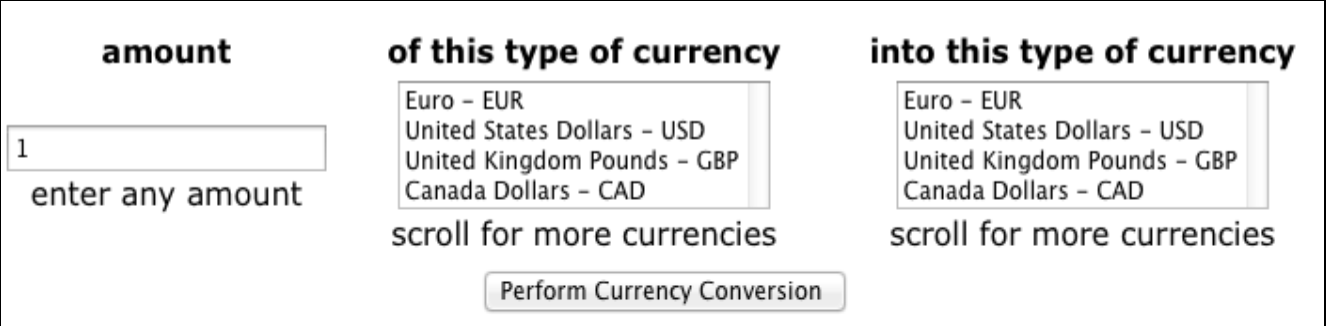 amount
of this type of currency
into this type of currency
1
enter any amount
Euro – EUR
United States Dollars – USD
United Kingdom Pounds – GBP
Canada Dollars – CAD
scroll for more currencies
Euro – EUR
United States Dollars – USD
United Kingdom Pounds – GBP
Canada Dollars – CAD
scroll for more currencies
Perform Currency Conversion